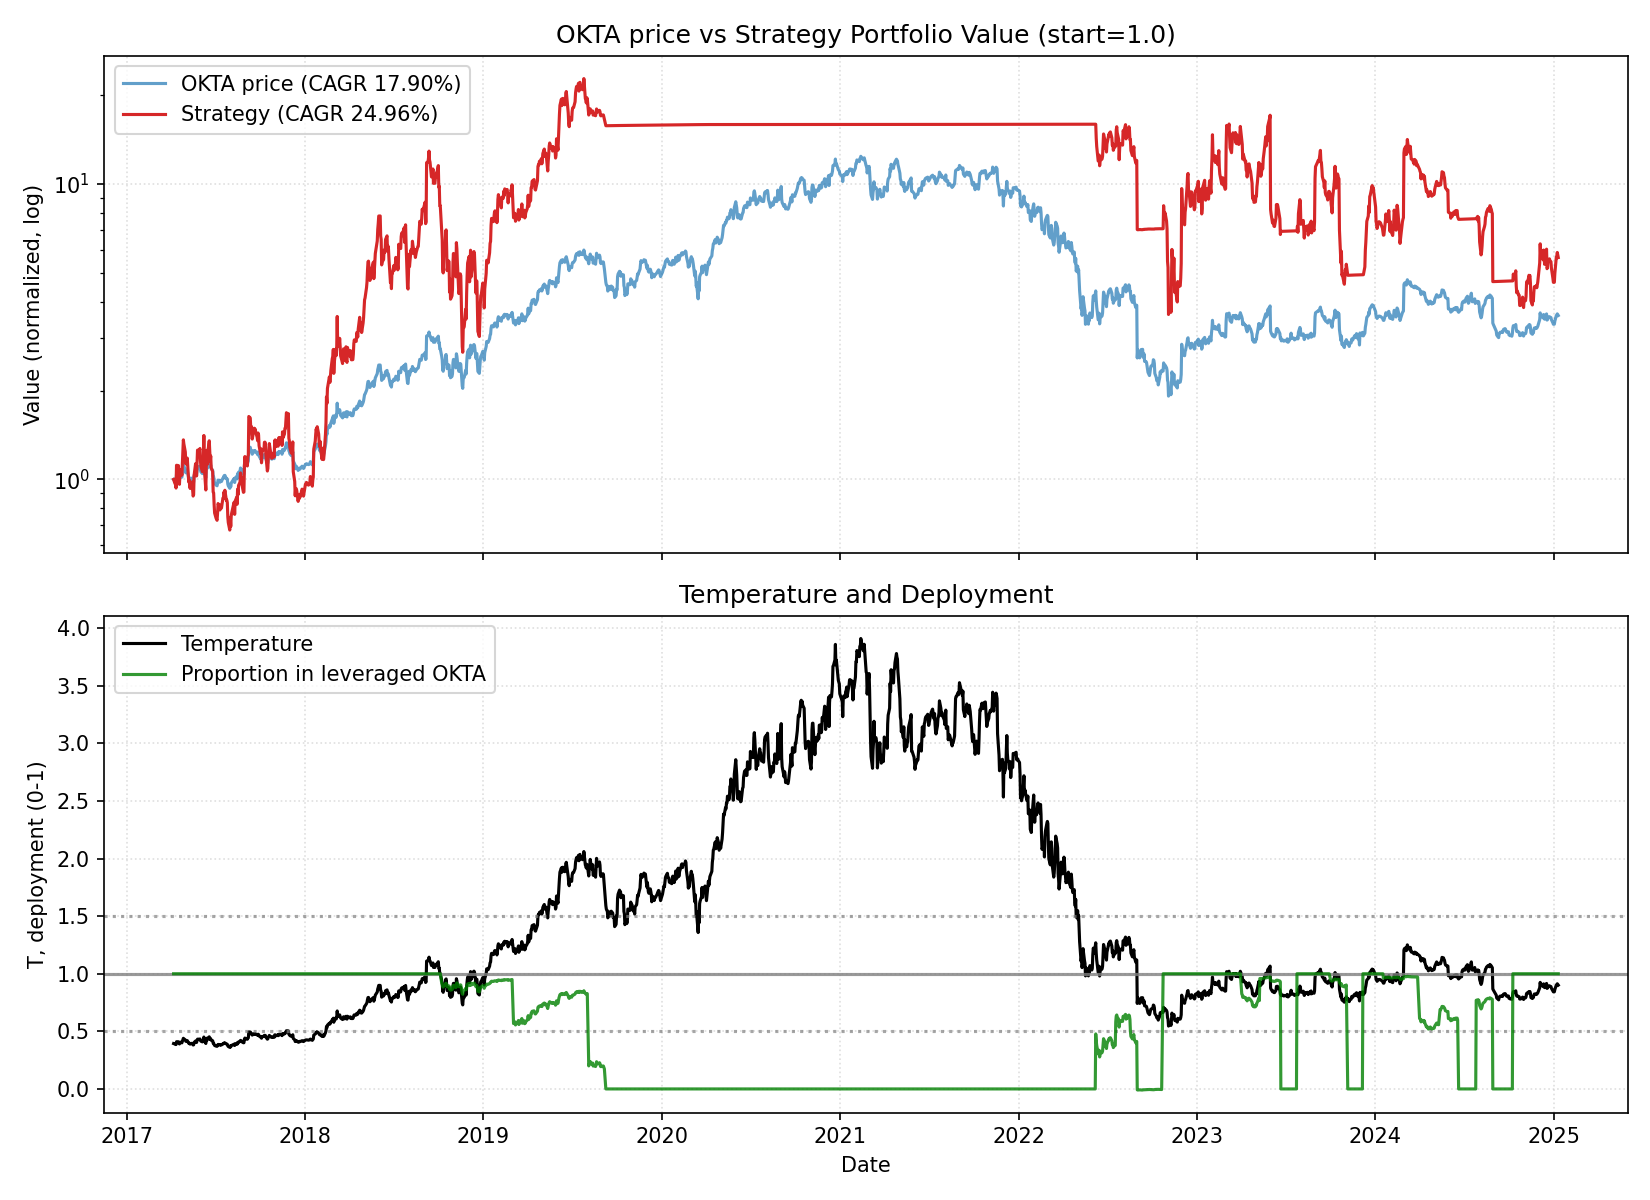 OKTA price vs Strategy Portfolio Value (start=1.0)
OKTA price (CAGR 17.90%)
Strategy (CAGR 24.96%)
Value (normalized, log)
10¹
10⁰
Temperature and Deployment
Temperature
Proportion in leveraged OKTA
T, deployment (0-1)
4.0
3.5
3.0
2.5
2.0
1.5
1.0
0.5
0.0
2017 2018 2019 2020 2021 2022 2023 2024 2025
Date